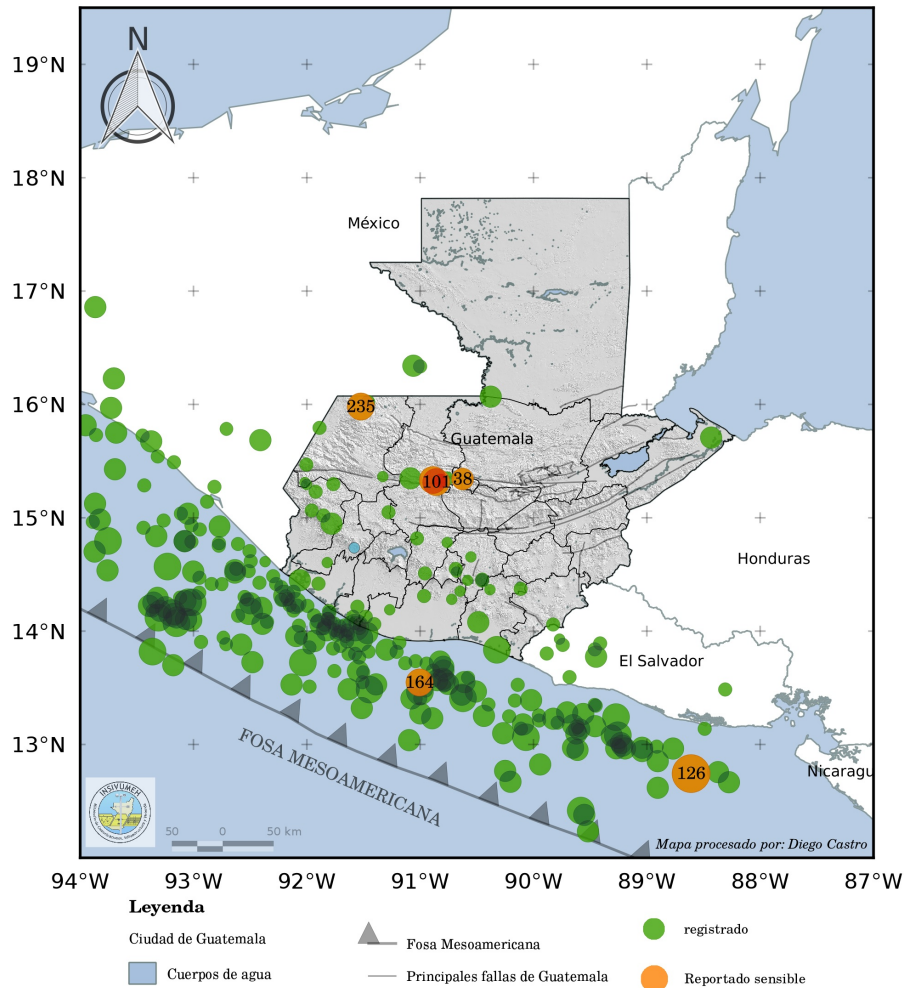 N
19°N
18°N
17°N
16°N
15°N
14°N
13°N
México
Guatemala
Honduras
El Salvador
Nicaragu
235
101
38
164
126
FOSA MESOAMERICANA
INSIVUMEH
50 0 50 km
Mapa procesado por: Diego Castro
94°W 93°W 92°W 91°W 90°W 89°W 88°W 87°W
Leyenda
Ciudad de Guatemala
Cuerpos de agua
Fosa Mesoamericana
Principales fallas de Guatemala
registrado
Reportado sensible